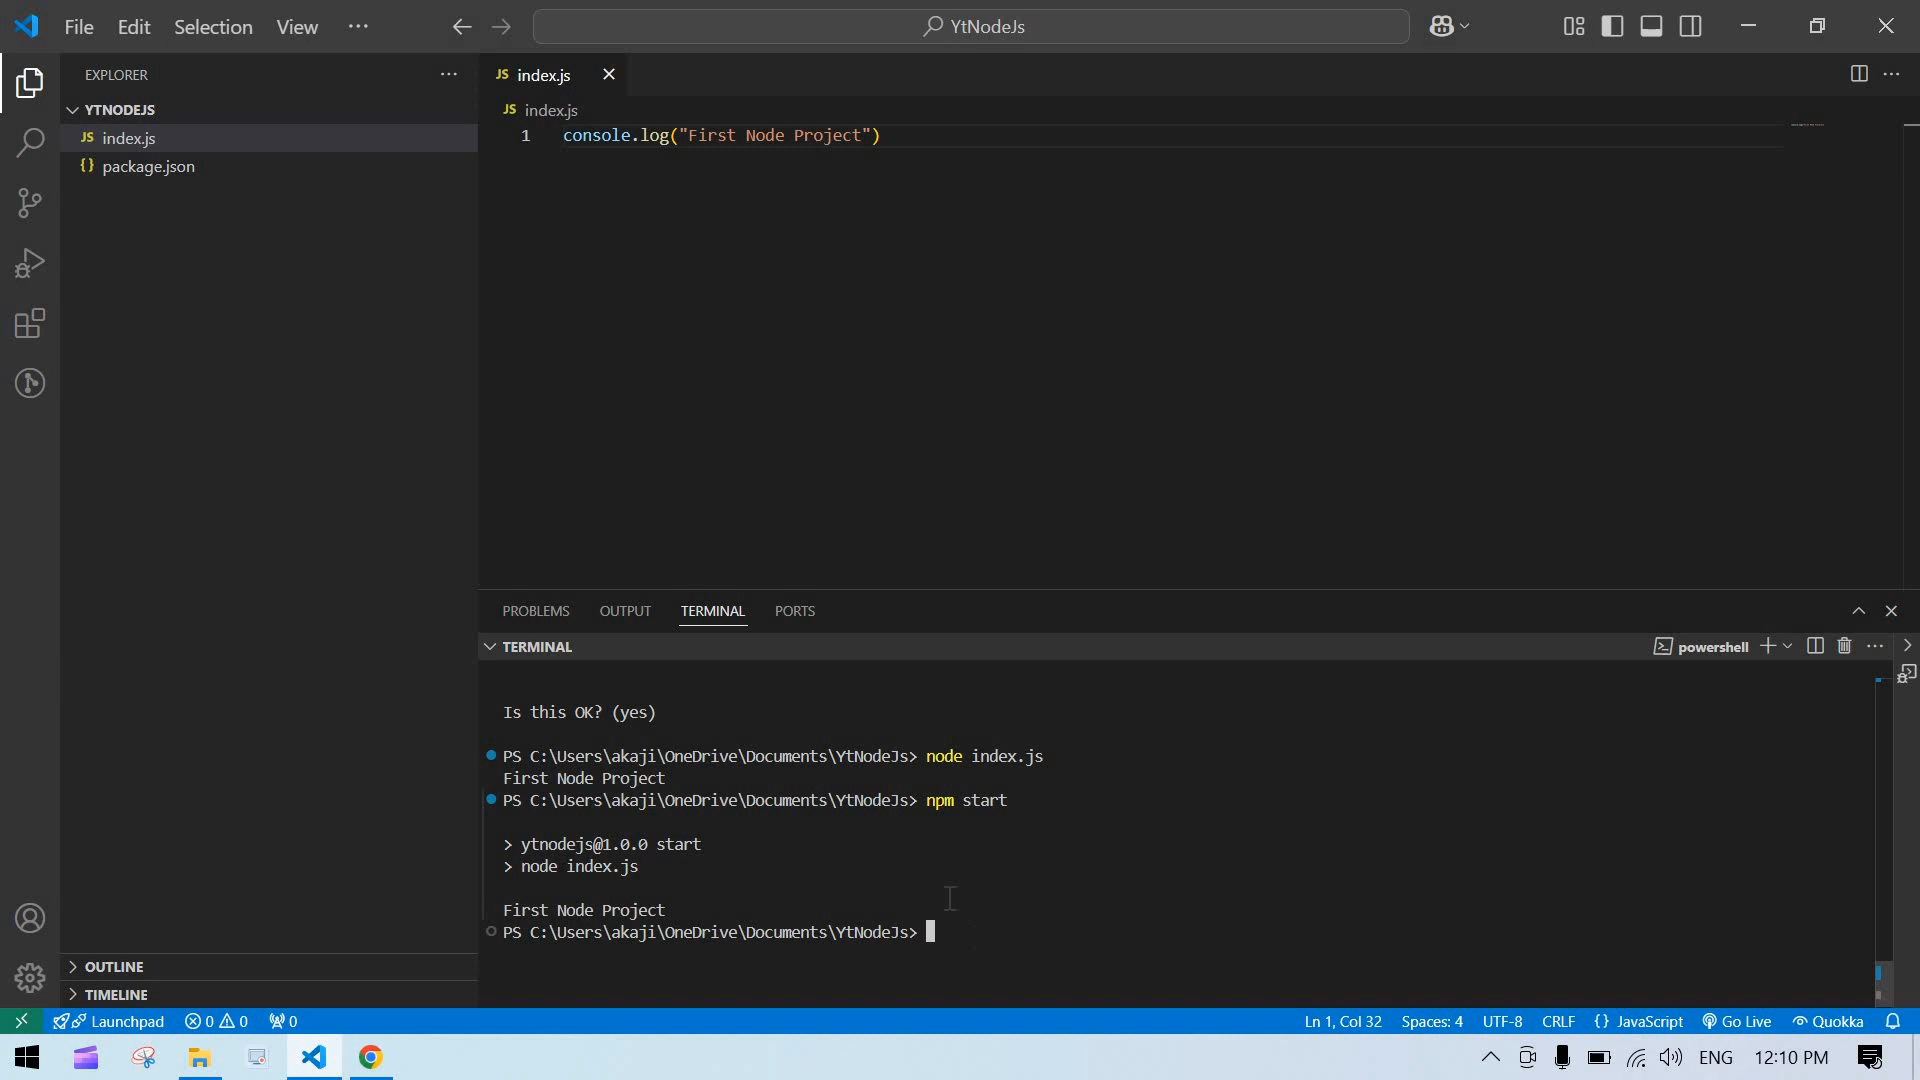 File Edit Selection View ···
YtNodeJs
EXPLORER
YTNODEJS
JS index.js
{} package.json
OUTLINE
TIMELINE
JS index.js
JS index.js
1 console.log("First Node Project")
PROBLEMS OUTPUT TERMINAL PORTS
TERMINAL
powershell
Is this OK? (yes)
PS C:\Users\akaji\OneDrive\Documents\YtNodeJs> node index.js
First Node Project
PS C:\Users\akaji\OneDrive\Documents\YtNodeJs> npm start
> ytnodejs@1.0.0 start
> node index.js
First Node Project
PS C:\Users\akaji\OneDrive\Documents\YtNodeJs>
Launchpad 0 0 0
Ln 1, Col 32 Spaces: 4 UTF-8 CRLF {} JavaScript Go Live Quokka
ENG 12:10 PM